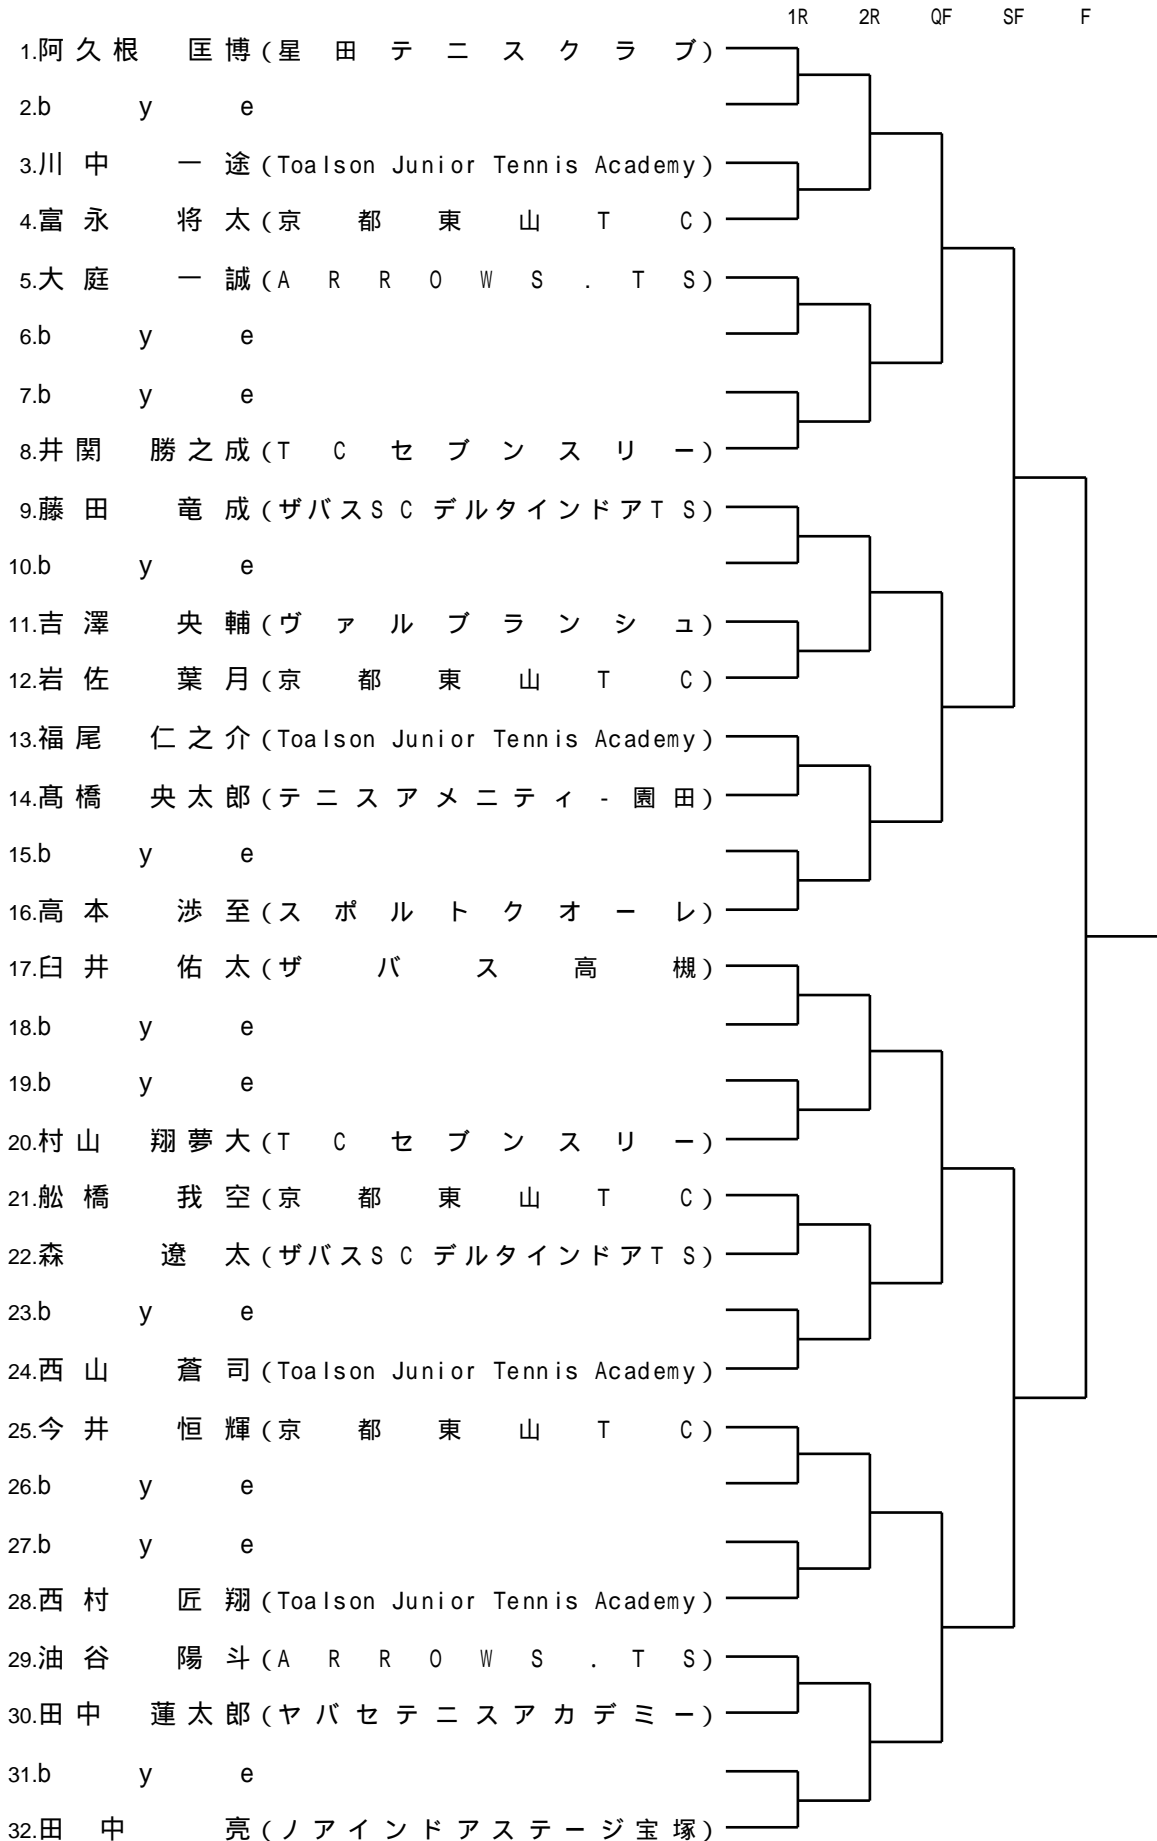 1R 2R QF SF F
1.阿久根 匡博(星田テニスクラブ)
2.bye
3.川中 一途(Toalson Junior Tennis Academy)
4.富永 将太(京都東山TC)
5.大庭 一誠(ARROWS.TS)
6.bye
7.bye
8.井関 勝之成(TCセブンスリー)
9.藤田 竜成(ザバスSCデルタインドアTS)
10.bye
11.吉澤 央輔(ヴァルブランシュ)
12.岩佐 葉月(京都東山TC)
13.福尾 仁之介(Toalson Junior Tennis Academy)
14.髙橋 央太郎(テニスアメニティ-園田)
15.bye
16.高本 渉至(スポルトクオーレ)
17.臼井 佑太(ザバス高槻)
18.bye
19.bye
20.村山 翔夢大(TCセブンスリー)
21.舩橋 我空(京都東山TC)
22.森 遼太(ザバスSCデルタインドアTS)
23.bye
24.西山 蒼司(Toalson Junior Tennis Academy)
25.今井 恒輝(京都東山TC)
26.bye
27.bye
28.西村 匠翔(Toalson Junior Tennis Academy)
29.油谷 陽斗(ARROWS.TS)
30.田中 蓮太郎(ヤバセテニスアカデミー)
31.bye
32.田中 亮(ノアインドアステージ宝塚)